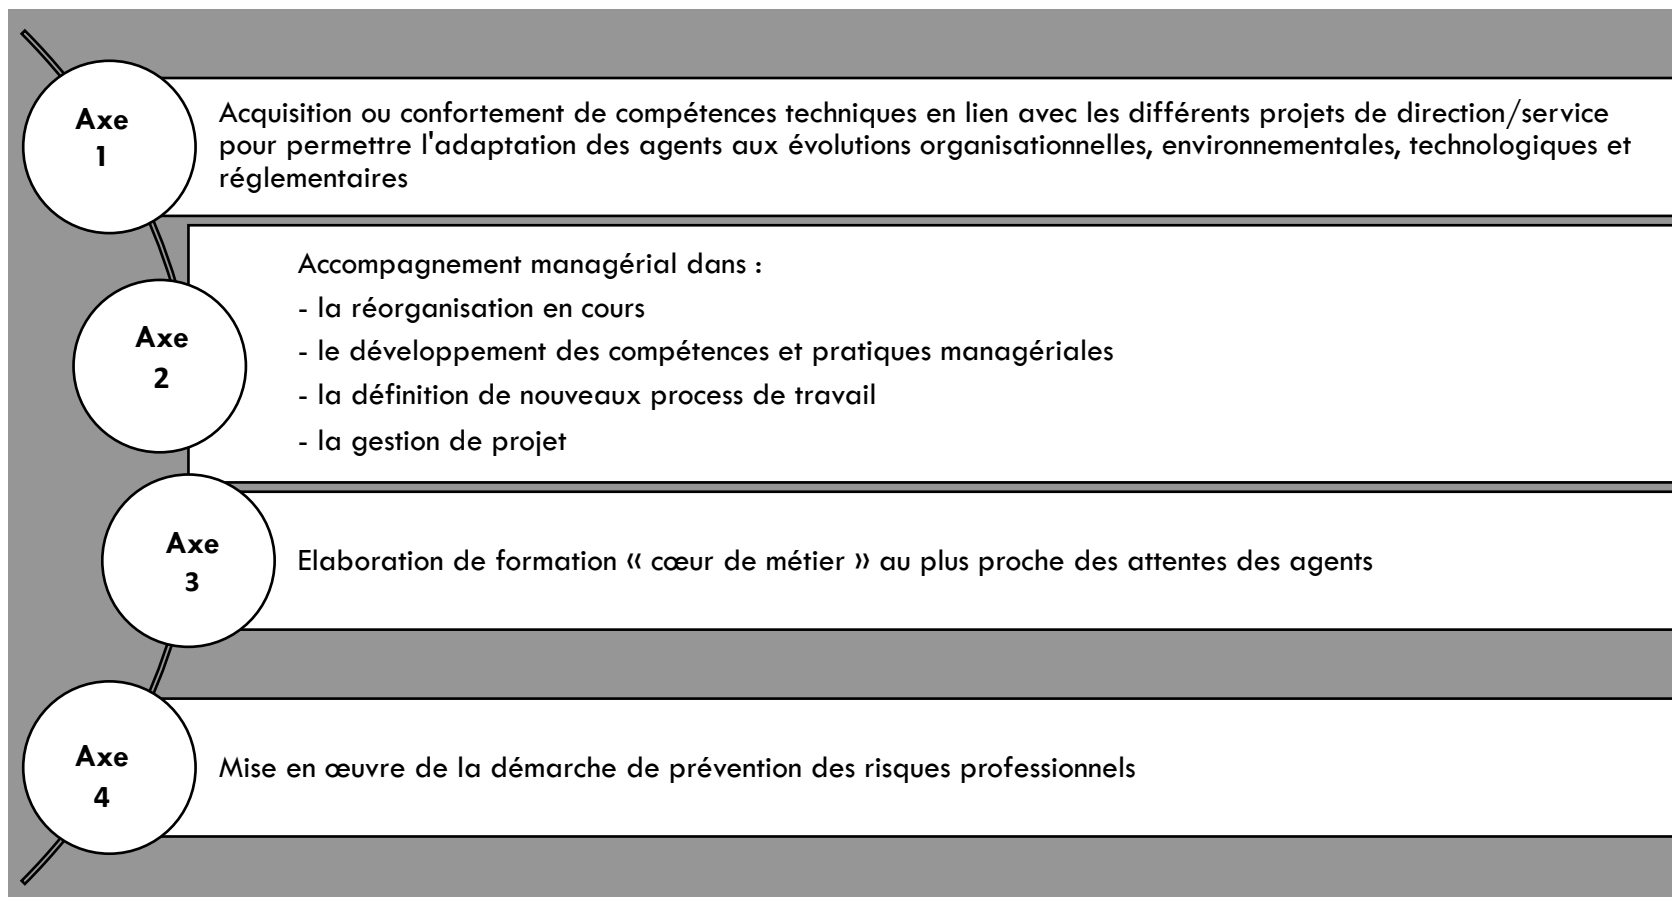 Axe
1
Acquisition ou confortement de compétences techniques en lien avec les différents projets de direction/service
pour permettre l'adaptation des agents aux évolutions organisationnelles, environnementales, technologiques et
réglementaires
Axe
2
Accompagnement managérial dans :
- la réorganisation en cours
- le développement des compétences et pratiques managériales
- la définition de nouveaux process de travail
- la gestion de projet
Axe
3
Elaboration de formation « cœur de métier » au plus proche des attentes des agents
Axe
4
Mise en œuvre de la démarche de prévention des risques professionnels